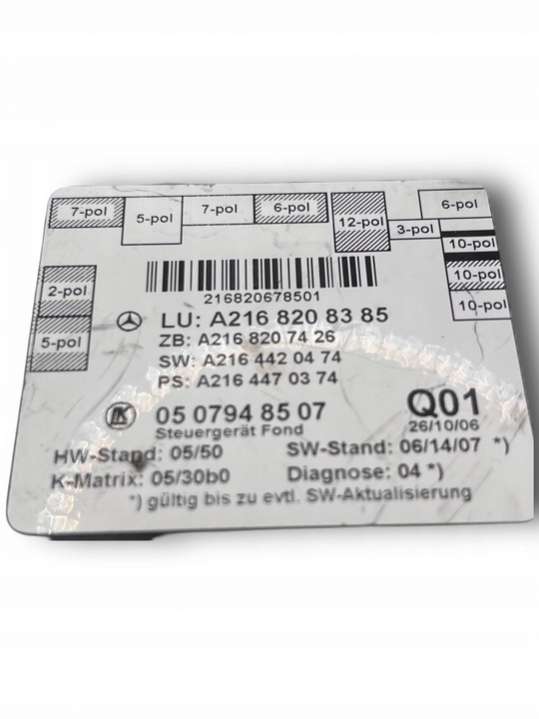 7-pol
5-pol
7-pol
6-pol
12-pol
3-pol
6-pol
10-pol
10-pol
10-pol
2-pol
5-pol
216820678501
LU: A216 820 83 85
ZB: A216 820 74 26
SW: A216 442 04 74
PS: A216 447 03 74
05 0794 85 07
Q01
Steuergerät Fond
26/10/06
HW-Stand: 05/50
SW-Stand: 06/14/07 *)
K-Matrix: 05/30b0
Diagnose: 04 *)
*) gültig bis zu evtl. SW-Aktualisierung